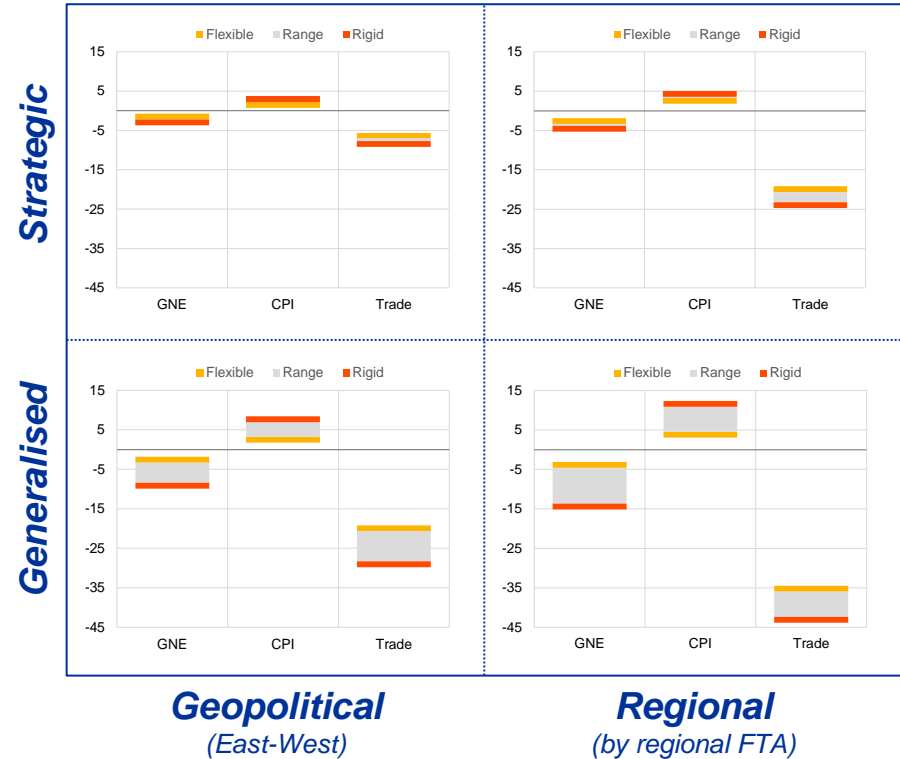 Strategic
Flexible Range Rigid
15
5
-5
-15
-25
-35
-45
GNE CPI Trade
Flexible Range Rigid
15
5
-5
-15
-25
-35
-45
GNE CPI Trade
Generalised
Flexible Range Rigid
15
5
-5
-15
-25
-35
-45
GNE CPI Trade
Flexible Range Rigid
15
5
-5
-15
-25
-35
-45
GNE CPI Trade
Geopolitical
(East-West)
Regional
(by regional FTA)